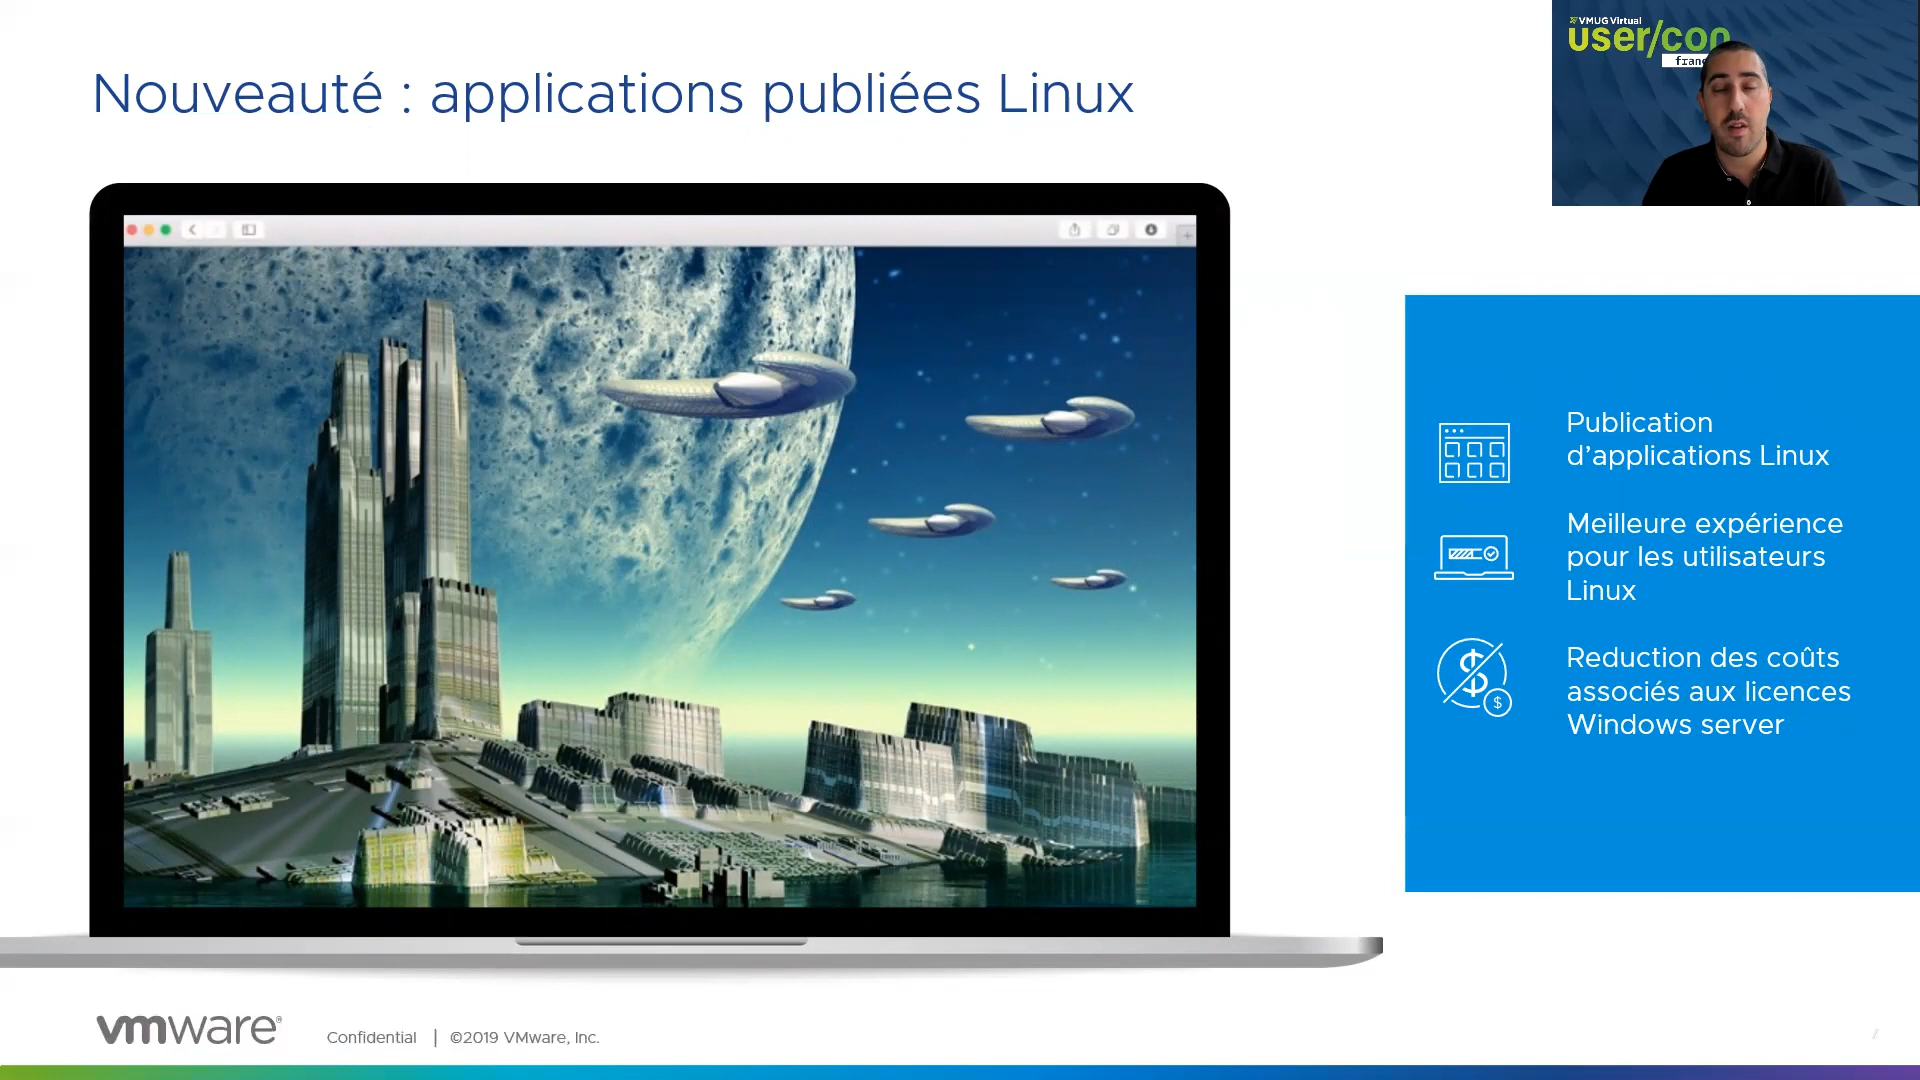 Nouveauté : applications publiées Linux
VMUG Virtual
user/con
franc
Publication
d’applications Linux
Meilleure expérience
pour les utilisateurs
Linux
Reduction des coûts
associés aux licences
Windows server
vmware®
Confidential | ©2019 VMware, Inc.